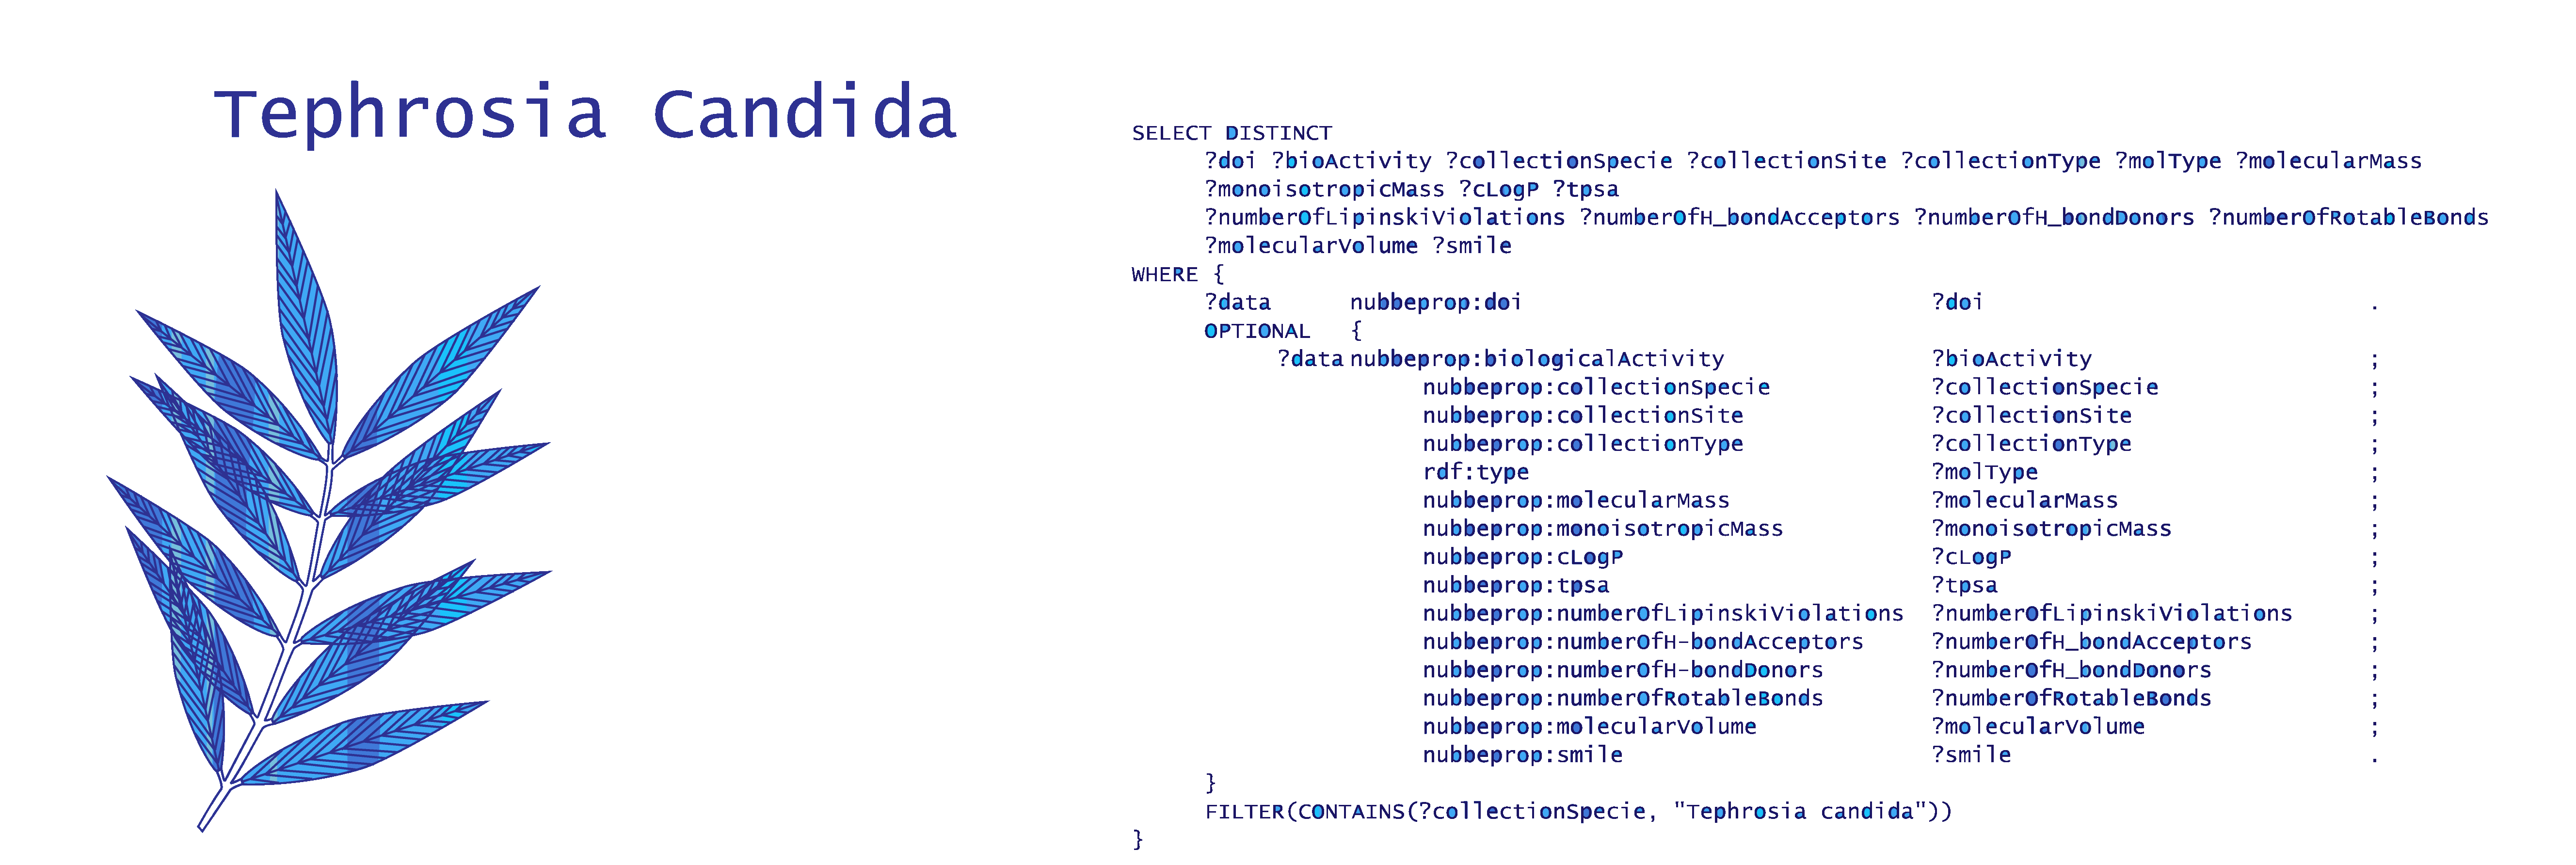 Tephrosia Candida
SELECT DISTINCT
?doi ?bioActivity ?collectionSpecie ?collectionSite ?collectionType ?molType ?molecularMass
?monoisotropicMass ?cLogP ?tpsa
?numberOfLipinskiViolations ?numberOfH_bondAcceptors ?numberOfH_bondDonors ?numberOfRotableBonds
?molecularVolume ?smile
WHERE {
?data nubbeprop:doi ?doi .
OPTIONAL {
?data nubbeprop:biologicalActivity ?bioActivity ;
nubbeprop:collectionSpecie ?collectionSpecie ;
nubbeprop:collectionSite ?collectionSite ;
nubbeprop:collectionType ?collectionType ;
rdf:type ?molType ;
nubbeprop:molecularMass ?molecularMass ;
nubbeprop:monoisotropicMass ?monoisotropicMass ;
nubbeprop:cLogP ?cLogP ;
nubbeprop:tpsa ?tpsa ;
nubbeprop:numberOfLipinskiViolations ?numberOfLipinskiViolations ;
nubbeprop:numberOfH-bondAcceptors ?numberOfH_bondAcceptors ;
nubbeprop:numberOfH-bondDonors ?numberOfH_bondDonors ;
nubbeprop:numberOfRotableBonds ?numberOfRotableBonds ;
nubbeprop:molecularVolume ?molecularVolume ;
nubbeprop:smile ?smile .
}
FILTER(CONTAINS(?collectionSpecie, "Tephrosia candida"))
}